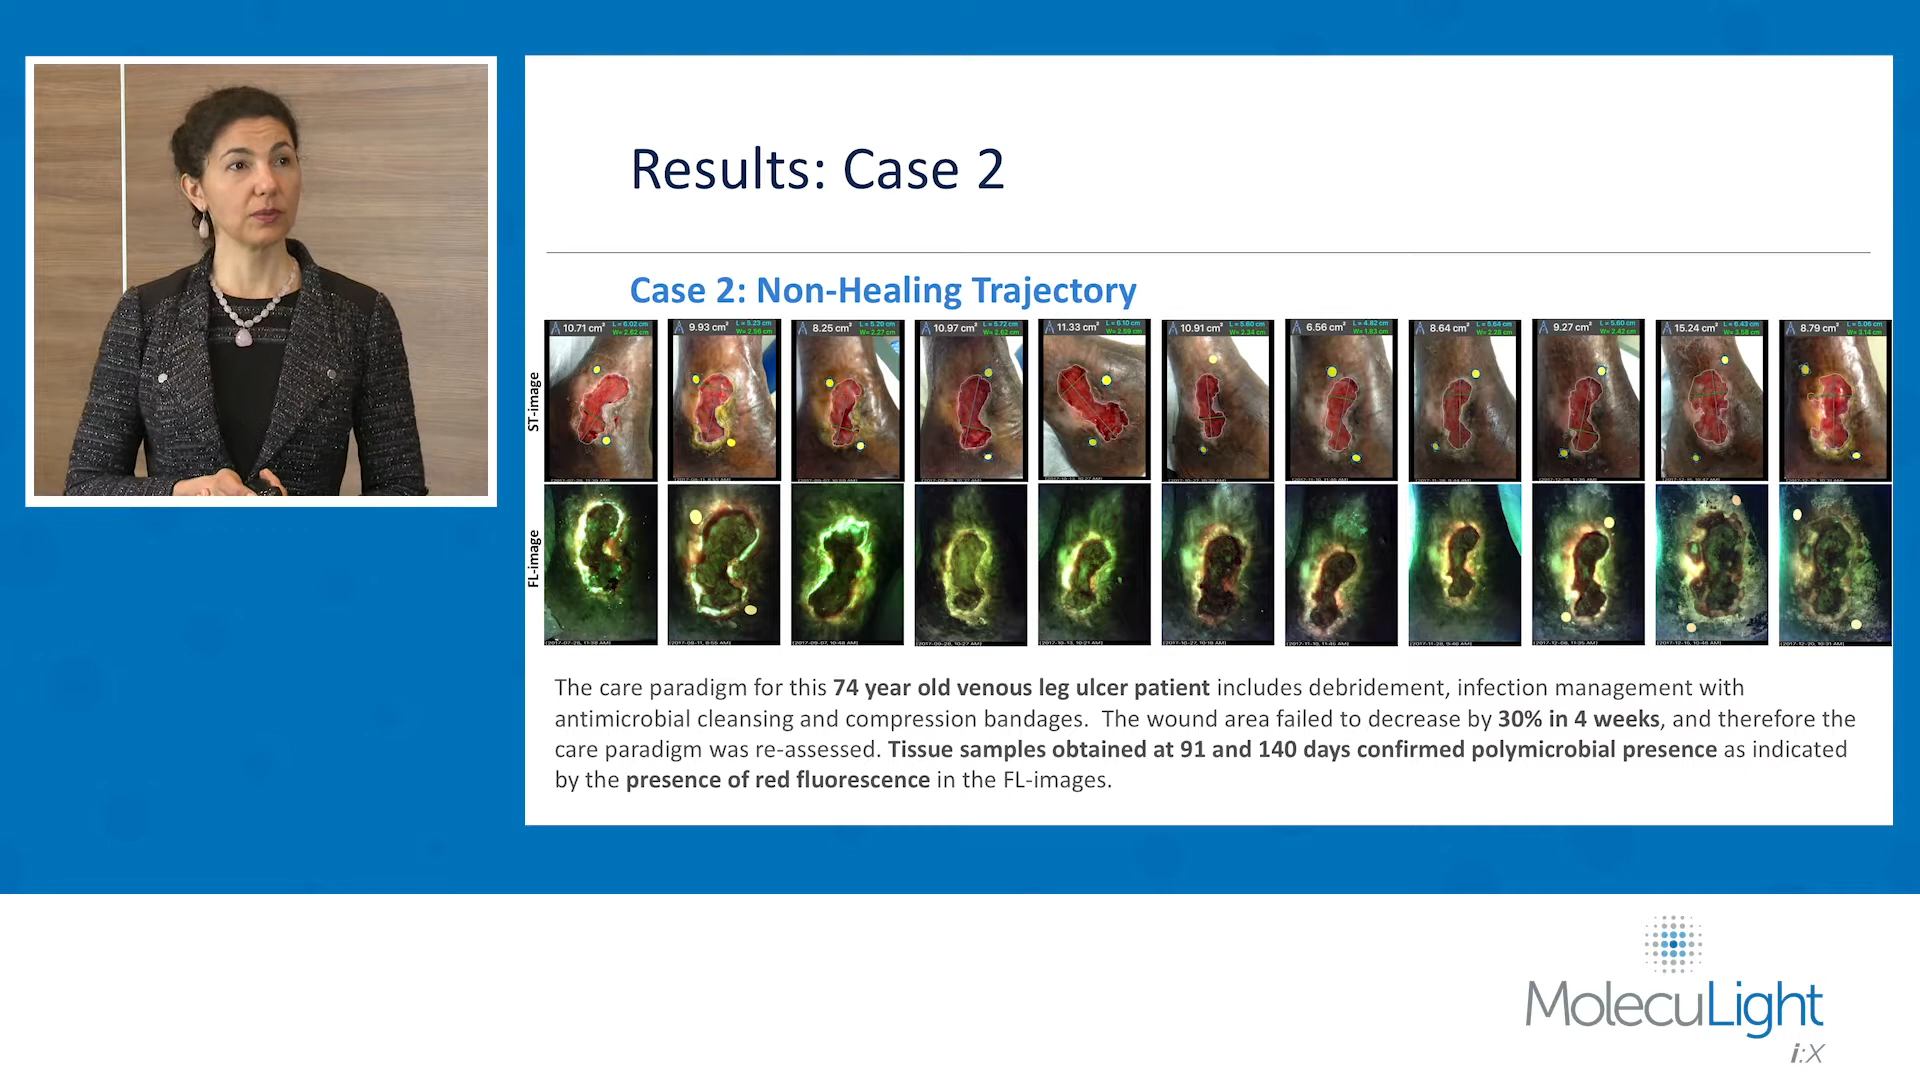 Results: Case 2
Case 2: Non-Healing Trajectory
ST-image
10.71 cm² L = 6.02 cm W= 2.62 cm
9.93 cm² L = 5.23 cm W= 2.56 cm
8.25 cm² L = 5.20 cm W= 2.27 cm
10.97 cm² L = 5.72 cm W= 2.62 cm
11.33 cm² L = 6.10 cm W= 2.59 cm
10.91 cm² L = 5.60 cm W= 2.34 cm
6.56 cm² L = 4.82 cm W= 1.83 cm
8.64 cm² L = 5.64 cm W= 2.28 cm
9.27 cm² L = 5.60 cm W= 2.42 cm
15.24 cm² L = 6.43 cm W= 3.58 cm
8.79 cm² L = 5.06 cm W= 3.14 cm
FL-image
The care paradigm for this 74 year old venous leg ulcer patient includes debridement, infection management with
antimicrobial cleansing and compression bandages. The wound area failed to decrease by 30% in 4 weeks, and therefore the
care paradigm was re-assessed. Tissue samples obtained at 91 and 140 days confirmed polymicrobial presence as indicated
by the presence of red fluorescence in the FL-images.
MolecuLight
i:X